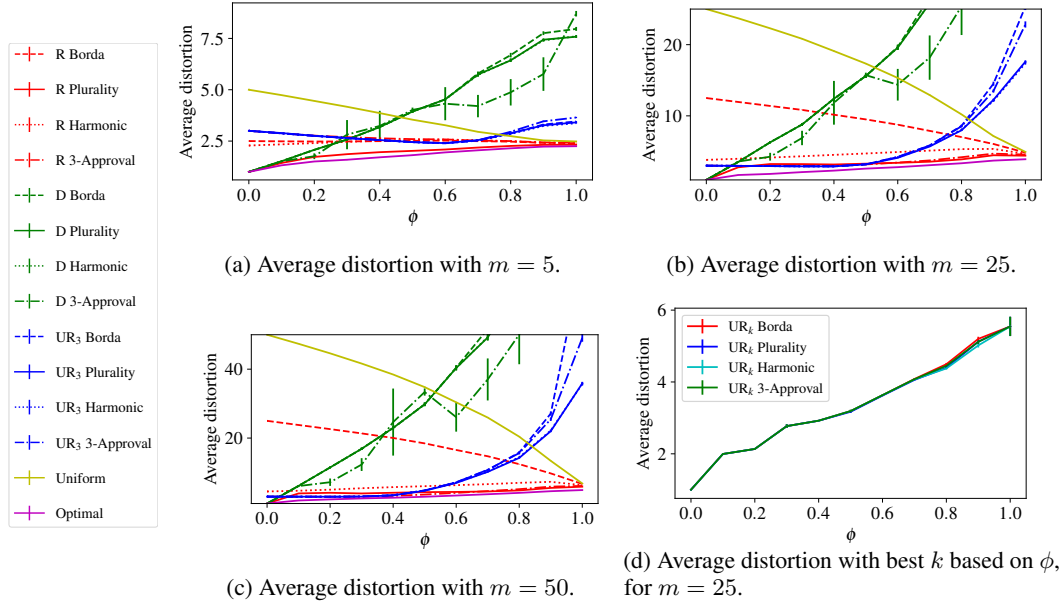 R Borda
R Plurality
R Harmonic
R 3-Approval
D Borda
D Plurality
D Harmonic
D 3-Approval
UR₃ Borda
UR₃ Plurality
UR₃ Harmonic
UR₃ 3-Approval
Uniform
Optimal
Average distortion
7.5
5.0
2.5
0.0 0.2 0.4 0.6 0.8 1.0
ϕ
(a) Average distortion with m = 5.
Average distortion
20
10
0.0 0.2 0.4 0.6 0.8 1.0
ϕ
(b) Average distortion with m = 25.
Average distortion
40
20
0.0 0.2 0.4 0.6 0.8 1.0
ϕ
(c) Average distortion with m = 50.
Average distortion
6
4
2
URₖ Borda
URₖ Plurality
URₖ Harmonic
URₖ 3-Approval
0.0 0.2 0.4 0.6 0.8 1.0
ϕ
(d) Average distortion with best k based on ϕ,
for m = 25.